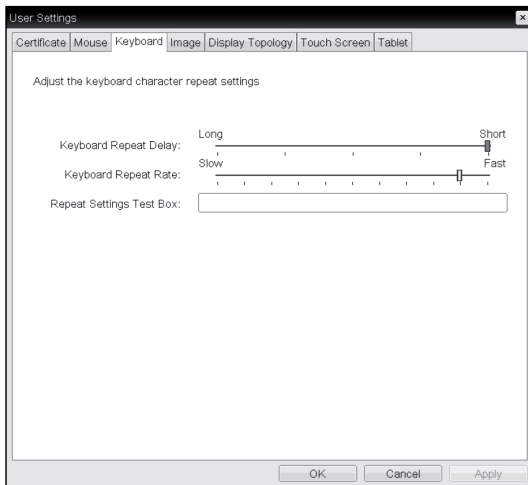 User Settings
Certificate Mouse Keyboard Image Display Topology Touch Screen Tablet
Adjust the keyboard character repeat settings
Long Short
Keyboard Repeat Delay:
Slow Fast
Keyboard Repeat Rate:
Repeat Settings Test Box:
OK Cancel Apply